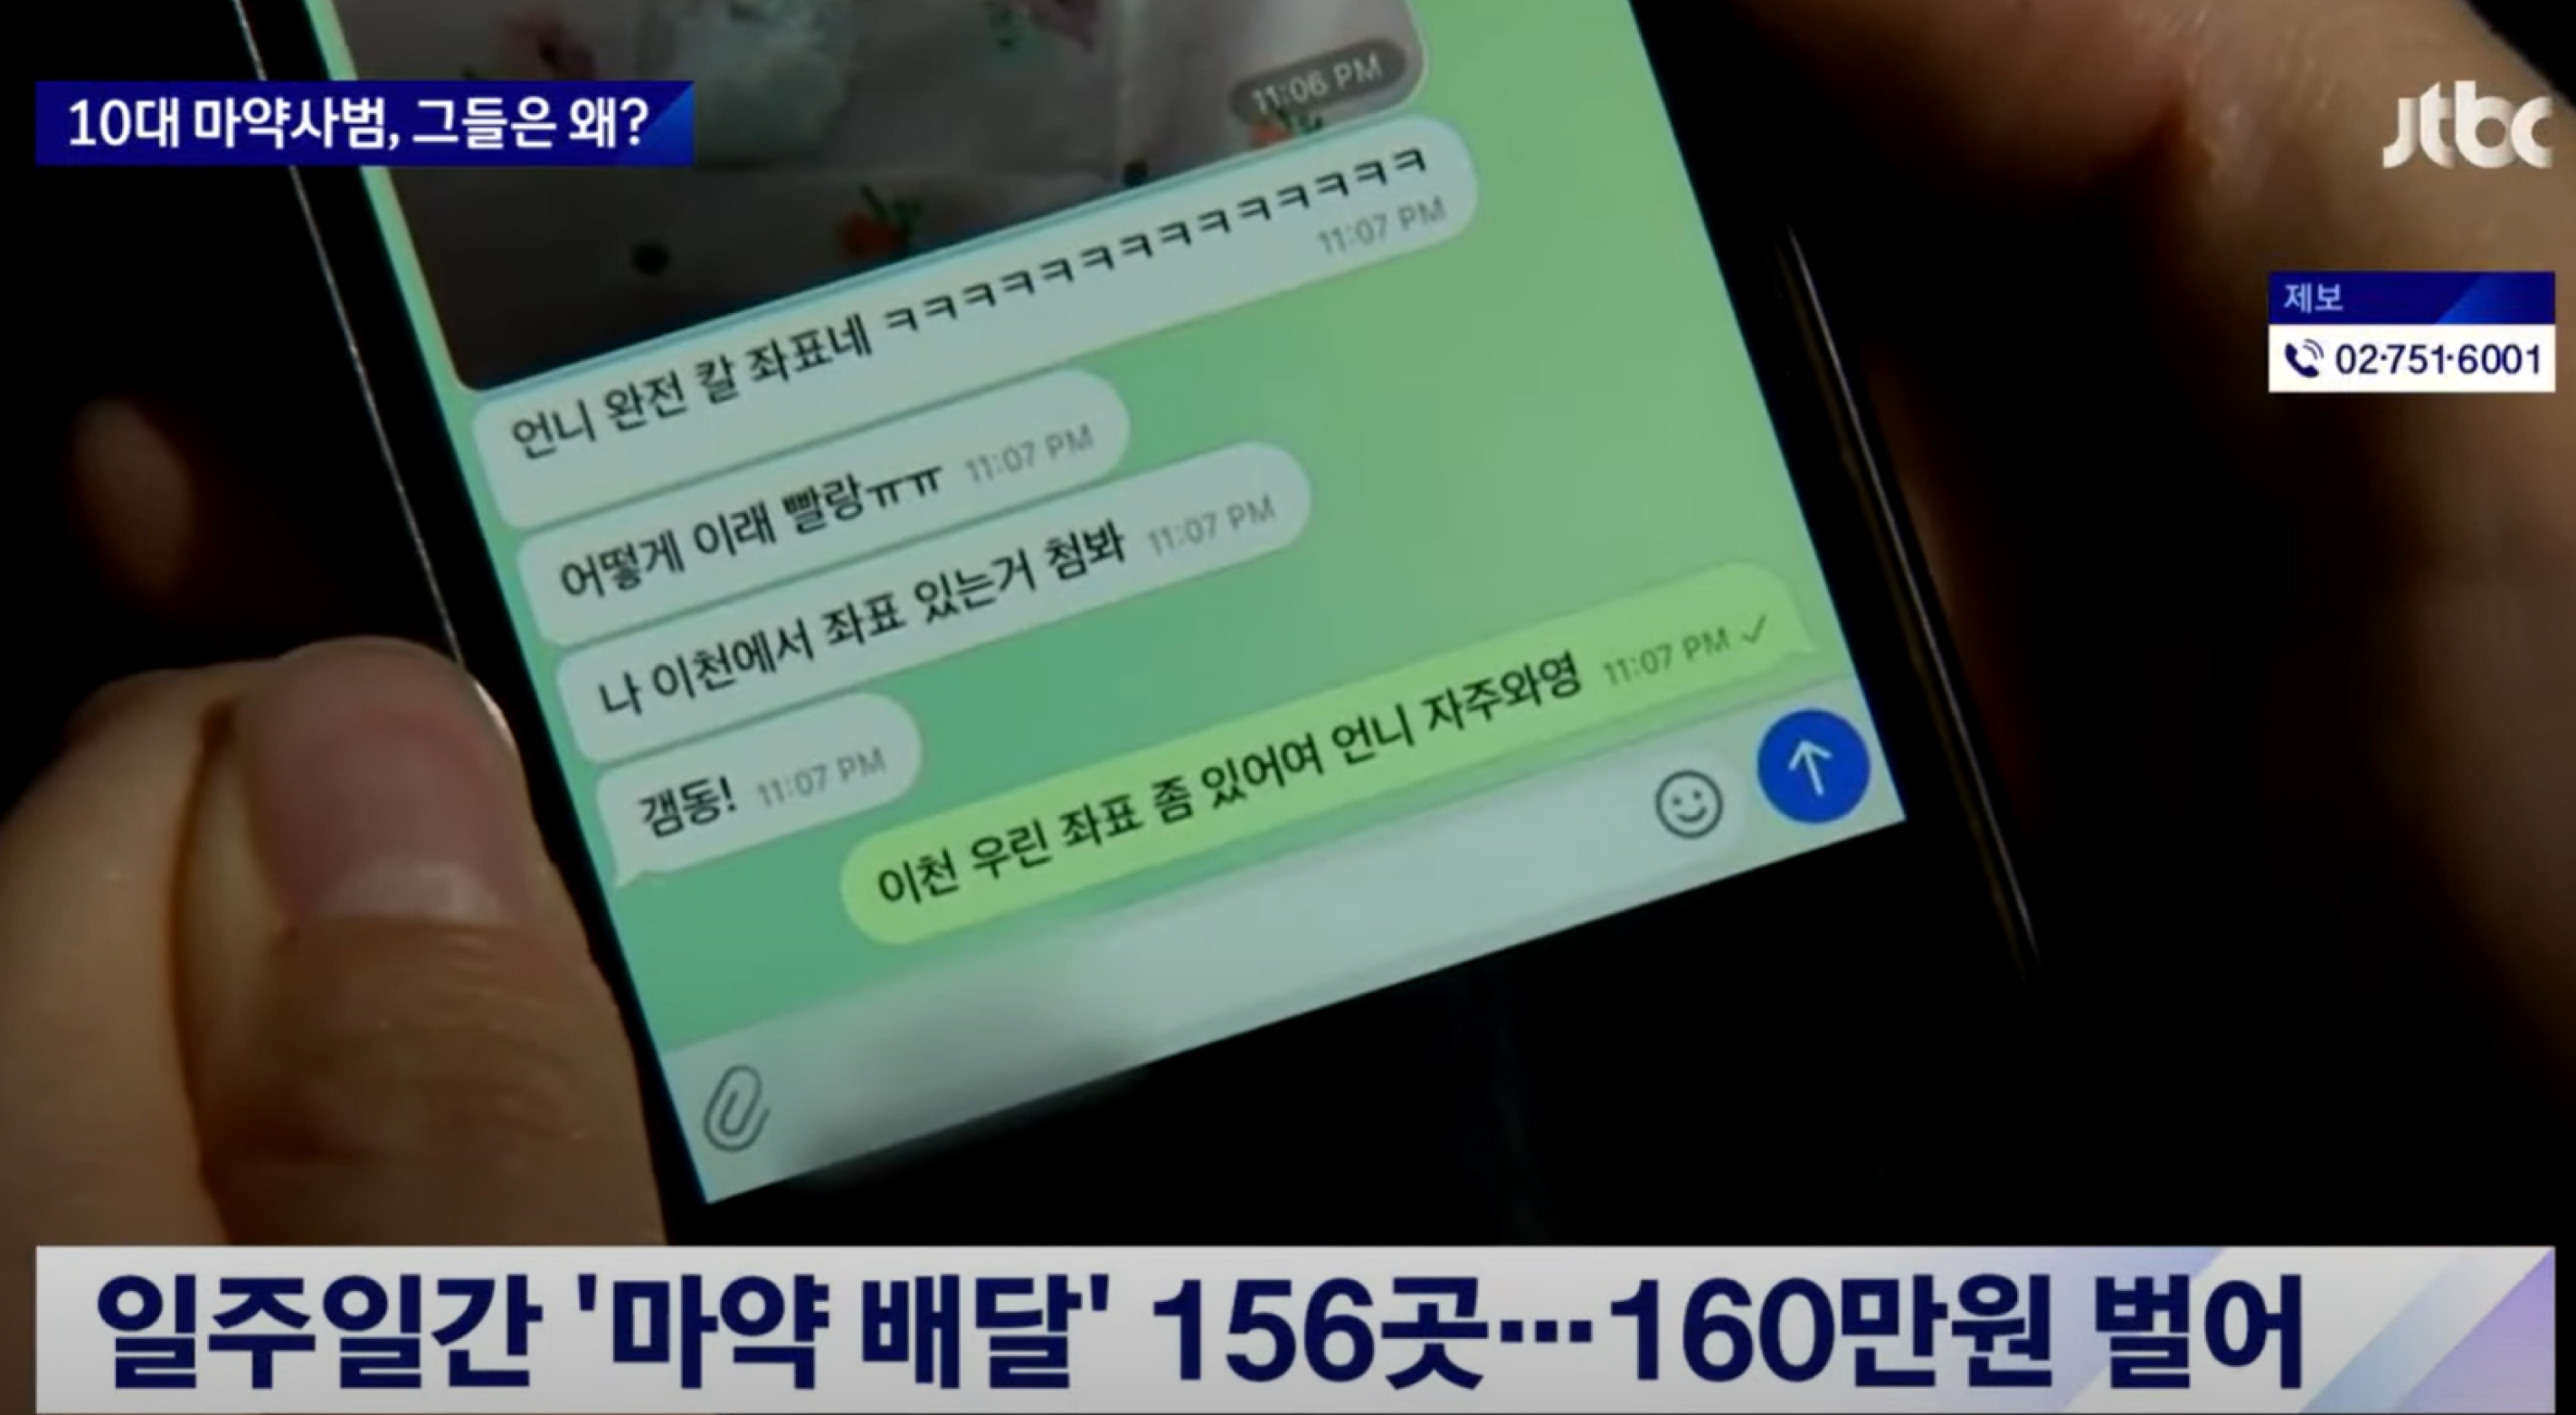 10대 마약사범, 그들은 왜?
jtbc
제보
02·751·6001
11:06 PM
언니 완전 칼 좌표네 ㅋㅋㅋㅋㅋㅋㅋㅋㅋㅋㅋㅋㅋㅋ
11:07 PM
어떻게 이래 빨랑ㅠㅠ 11:07 PM
나 이천에서 좌표 있는거 첨봐 11:07 PM
갬동! 11:07 PM
이천 우린 좌표 좀 있어여 언니 자주와영 11:07 PM
일주일간 '마약 배달' 156곳…160만원 벌어